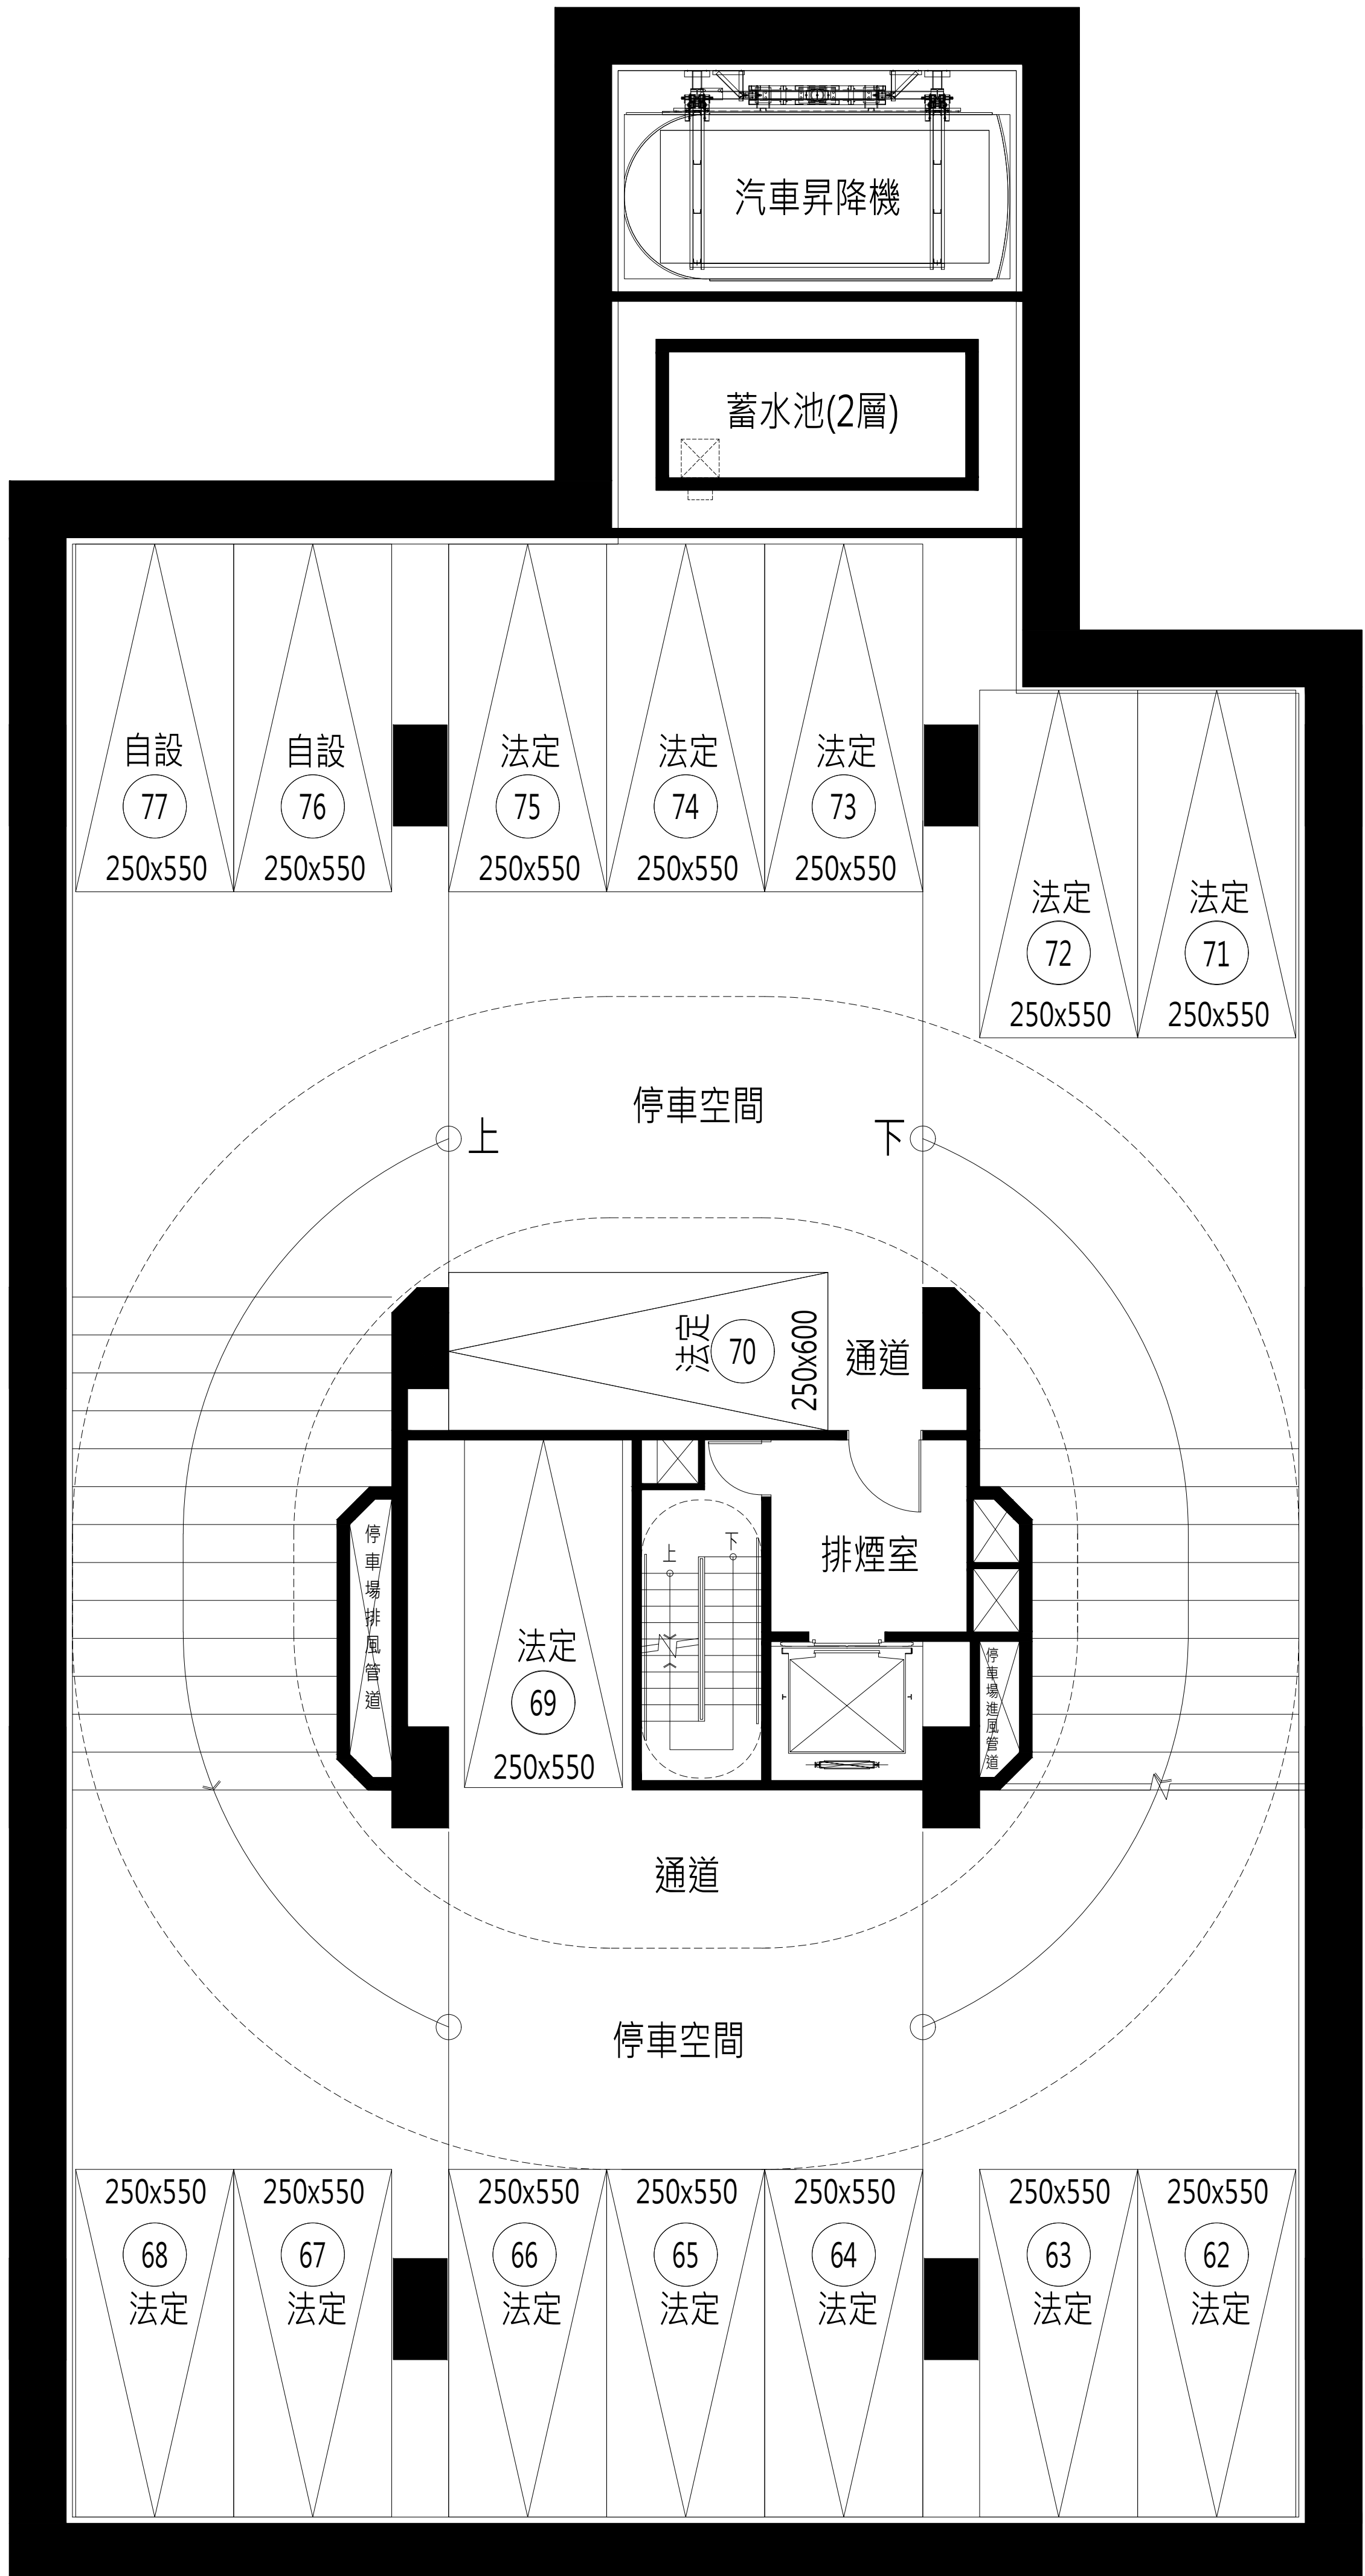 汽車昇降機
蓄水池(2層)
自設
77
250x550
自設
76
250x550
法定
75
250x550
法定
74
250x550
法定
73
250x550
法定
72
250x550
法定
71
250x550
停車空間
上
下
法定
70
250x600
通道
排煙室
上
下
停車場排風管道
法定
69
250x550
停車場進風管道
通道
停車空間
250x550
68
法定
250x550
67
法定
250x550
66
法定
250x550
65
法定
250x550
64
法定
250x550
63
法定
250x550
62
法定